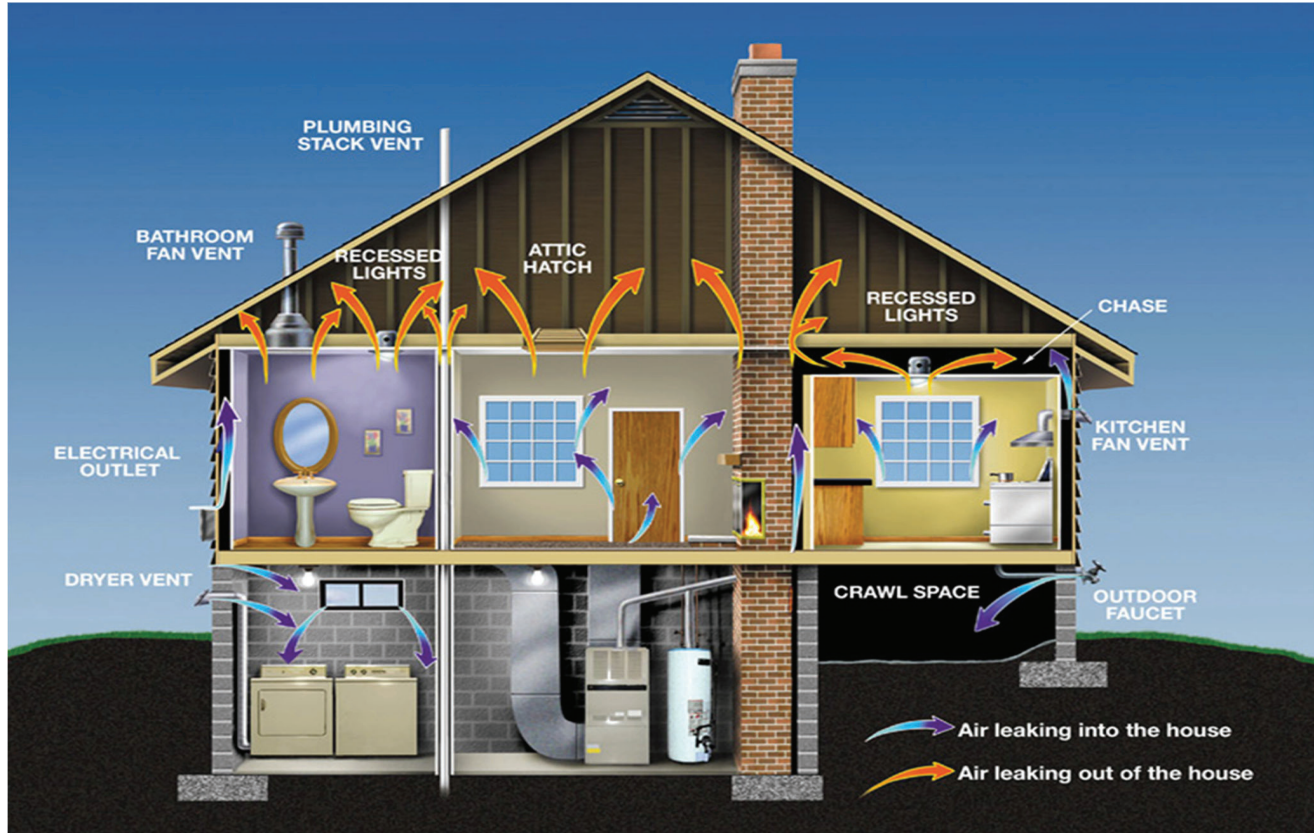 PLUMBING
STACK VENT
BATHROOM
FAN VENT
RECESSED
LIGHTS
ATTIC
HATCH
RECESSED
LIGHTS
CHASE
ELECTRICAL
OUTLET
KITCHEN
FAN VENT
DRYER VENT
CRAWL SPACE
OUTDOOR
FAUCET
Air leaking into the house
Air leaking out of the house